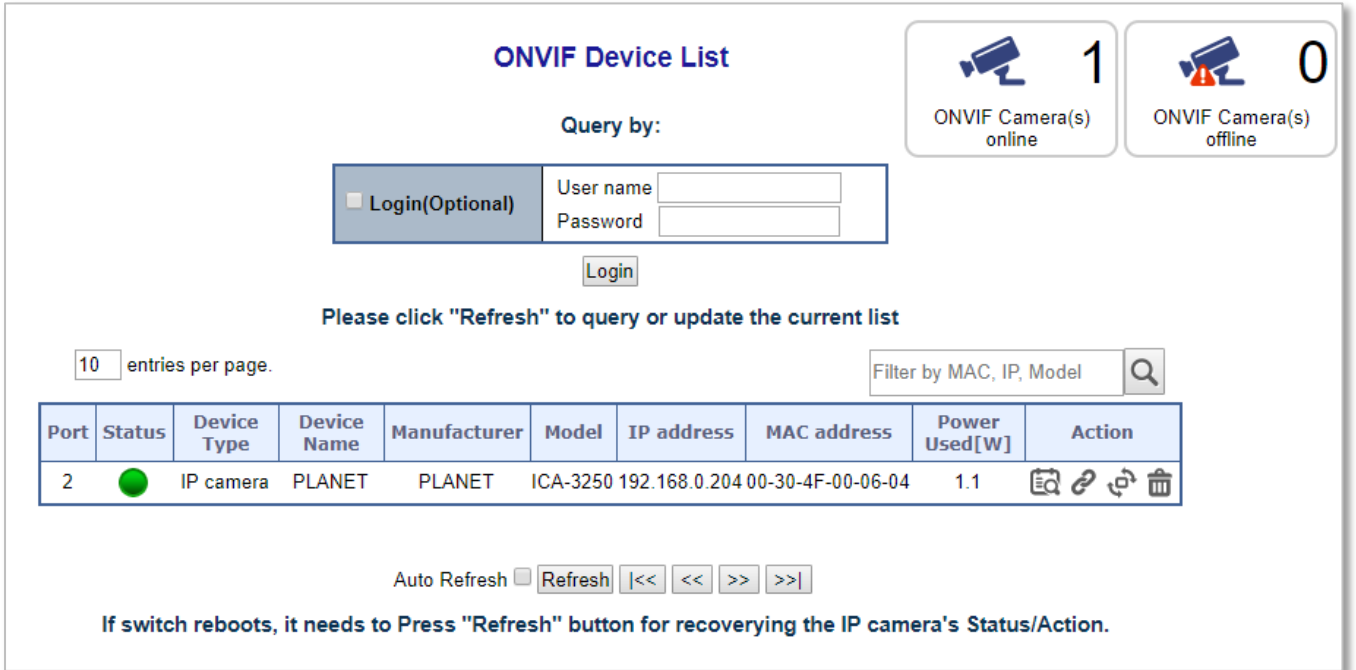 ONVIF Device List
1
ONVIF Camera(s)
online
0
ONVIF Camera(s)
offline
Query by:
Login(Optional)
User name
Password
Login
Please click "Refresh" to query or update the current list
10 entries per page.
Filter by MAC, IP, Model
Port Status Device Type Device Name Manufacturer Model IP address MAC address Power Used[W] Action
2 IP camera PLANET PLANET ICA-3250 192.168.0.204 00-30-4F-00-06-04 1.1
Auto Refresh Refresh |<< << >> >>|
If switch reboots, it needs to Press "Refresh" button for recoverying the IP camera's Status/Action.